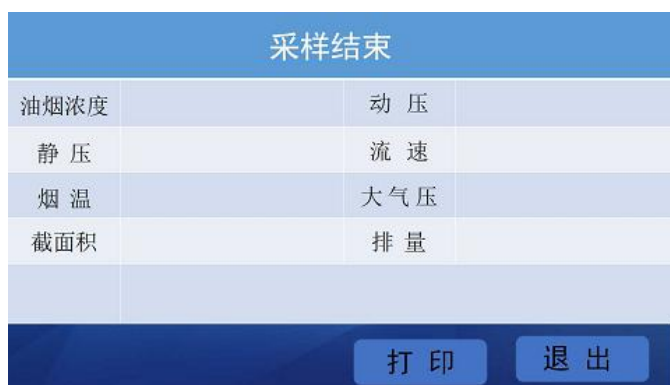 采样结束
油烟浓度 动 压
静 压 流 速
烟 温 大气压
截面积 排 量
打 印 退 出